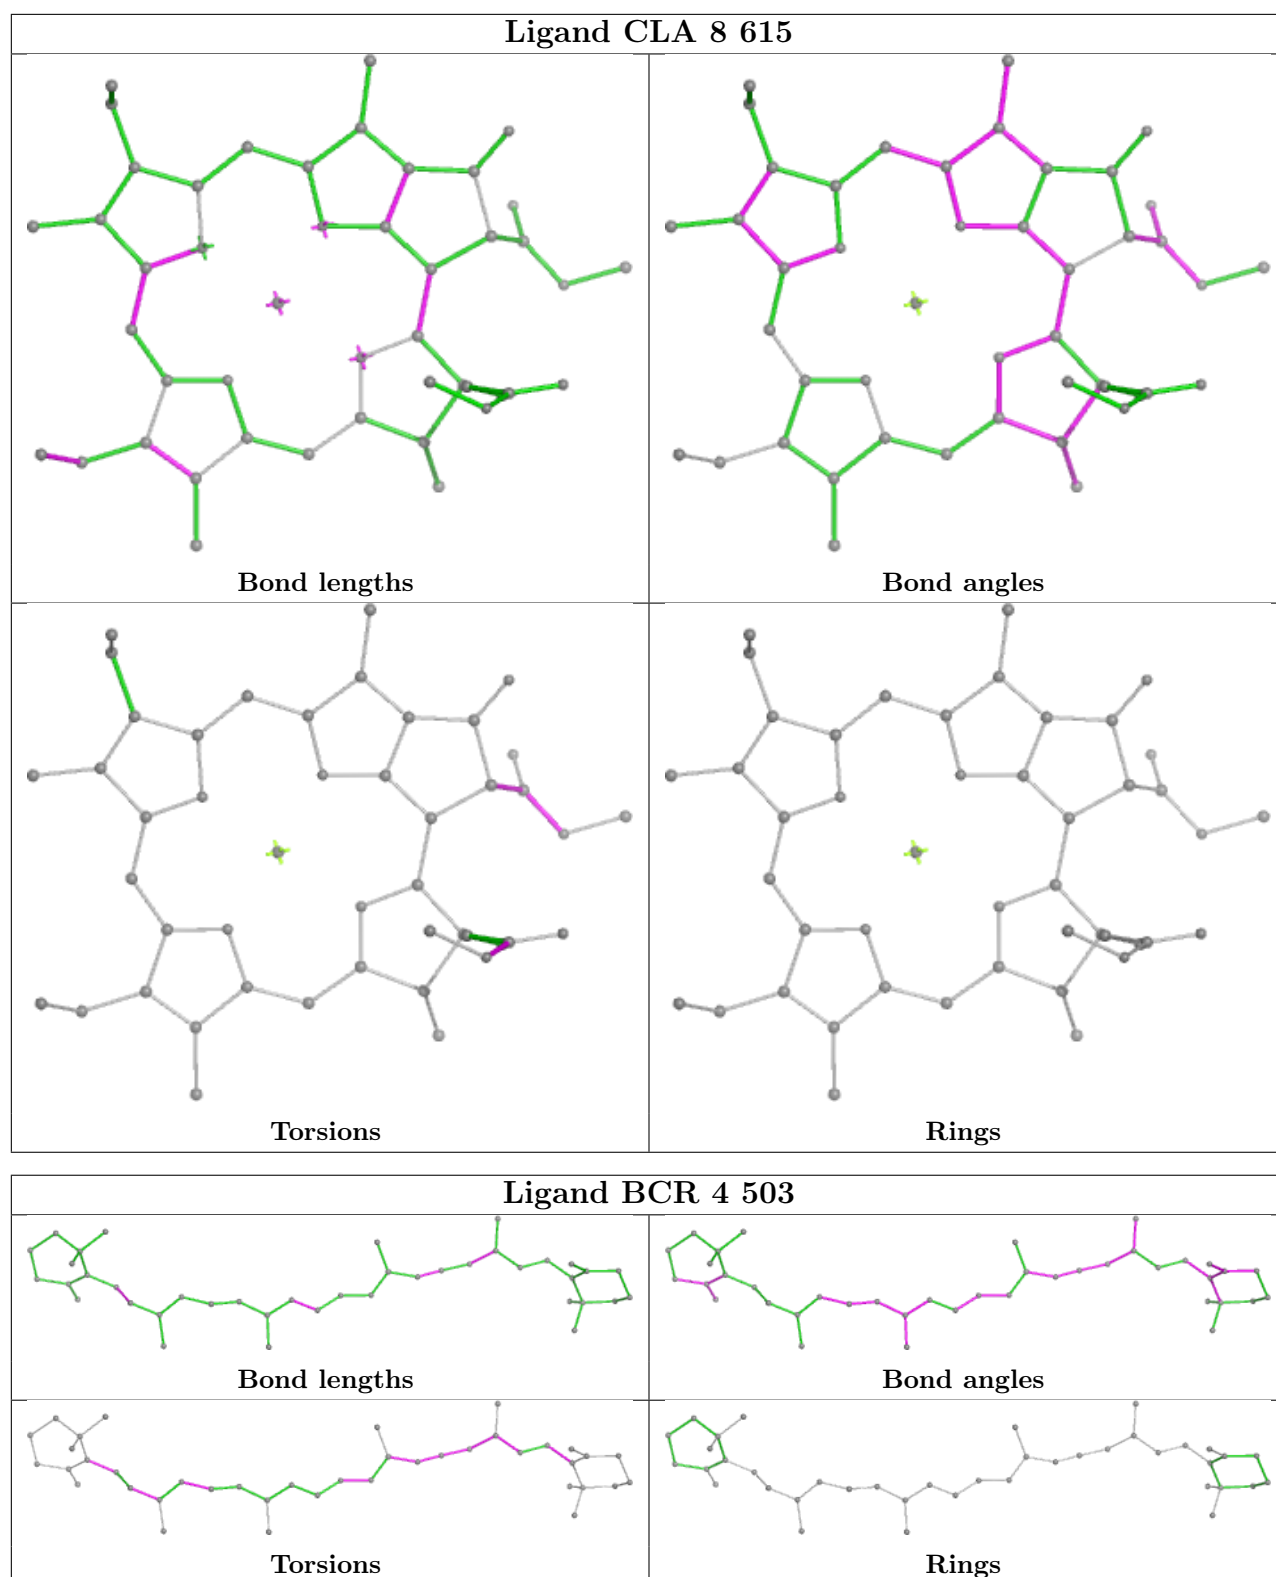 Ligand CLA 8 615
Bond lengths
Bond angles
Torsions
Rings
Ligand BCR 4 503
Bond lengths
Bond angles
Torsions
Rings